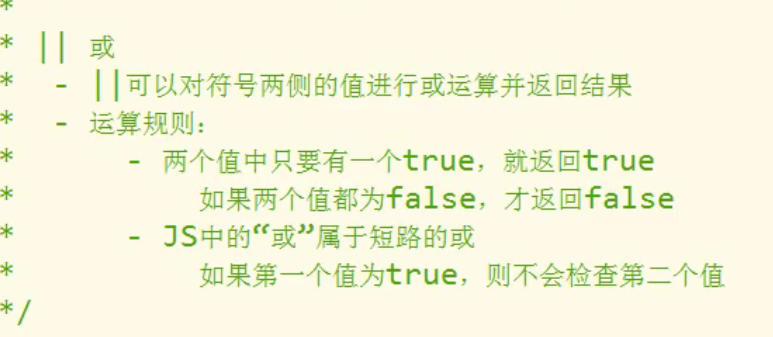 *
* || 或
*  - ||可以对符号两侧的值进行或运算并返回结果
*  - 运算规则：
*      - 两个值中只要有一个true，就返回true
*          如果两个值都为false，才返回false
*      - JS中的“或”属于短路的或
*          如果第一个值为true，则不会检查第二个值
*/